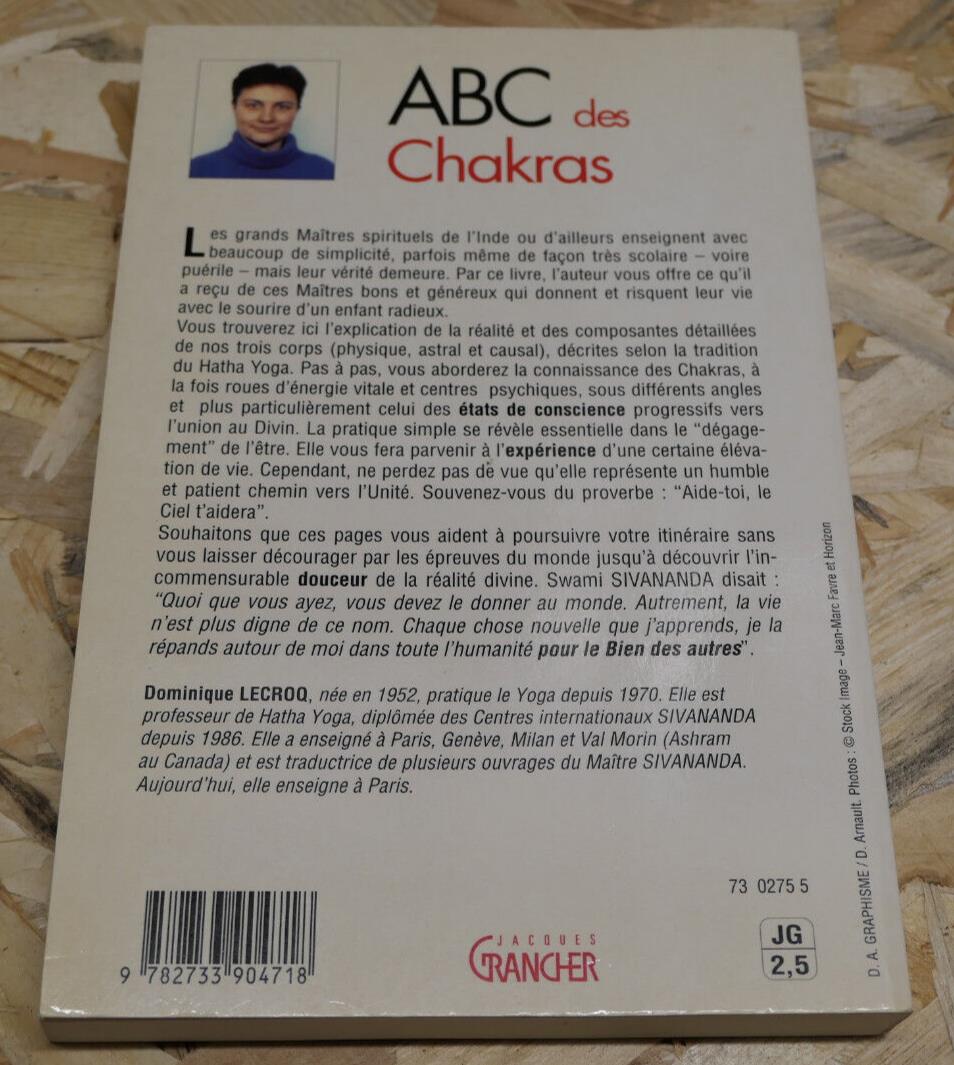 ABC des
Chakras
Les grands Maîtres spirituels de l'Inde ou d'ailleurs enseignent avec
beaucoup de simplicité, parfois même de façon très scolaire – voire
puérile – mais leur vérité demeure. Par ce livre, l'auteur vous offre ce qu'il
a reçu de ces Maîtres bons et généreux qui donnent et risquent leur vie
avec le sourire d'un enfant radieux.
Vous trouverez ici l'explication de la réalité et des composantes détaillées
de nos trois corps (physique, astral et causal), décrites selon la tradition
du Hatha Yoga. Pas à pas, vous aborderez la connaissance des Chakras, à
la fois roues d'énergie vitale et centres psychiques, sous différents angles
et plus particulièrement celui des états de conscience progressifs vers
l'union au Divin. La pratique simple se révèle essentielle dans le “dégage-
ment” de l'être. Elle vous fera parvenir à l'expérience d'une certaine éléva-
tion de vie. Cependant, ne perdez pas de vue qu'elle représente un humble
et patient chemin vers l'Unité. Souvenez-vous du proverbe : “Aide-toi, le
Ciel t'aidera”.
Souhaitons que ces pages vous aident à poursuivre votre itinéraire sans
vous laisser décourager par les épreuves du monde jusqu'à découvrir l'in-
commensurable douceur de la réalité divine. Swami SIVANANDA disait :
“Quoi que vous ayez, vous devez le donner au monde. Autrement, la vie
n'est plus digne de ce nom. Chaque chose nouvelle que j'apprends, je la
répands autour de moi dans toute l'humanité pour le Bien des autres”.
Dominique LECROQ, née en 1952, pratique le Yoga depuis 1970. Elle est
professeur de Hatha Yoga, diplômée des Centres internationaux SIVANANDA
depuis 1986. Elle a enseigné à Paris, Genève, Milan et Val Morin (Ashram
au Canada) et est traductrice de plusieurs ouvrages du Maître SIVANANDA.
Aujourd'hui, elle enseigne à Paris.
73 0275 5
9 782733 904718
JACQUES
GRANCHER
JG
2,5
D. A. GRAPHISME / D. Arnault. Photos : © Stock Image – Jean-Marc Favre et Horizon